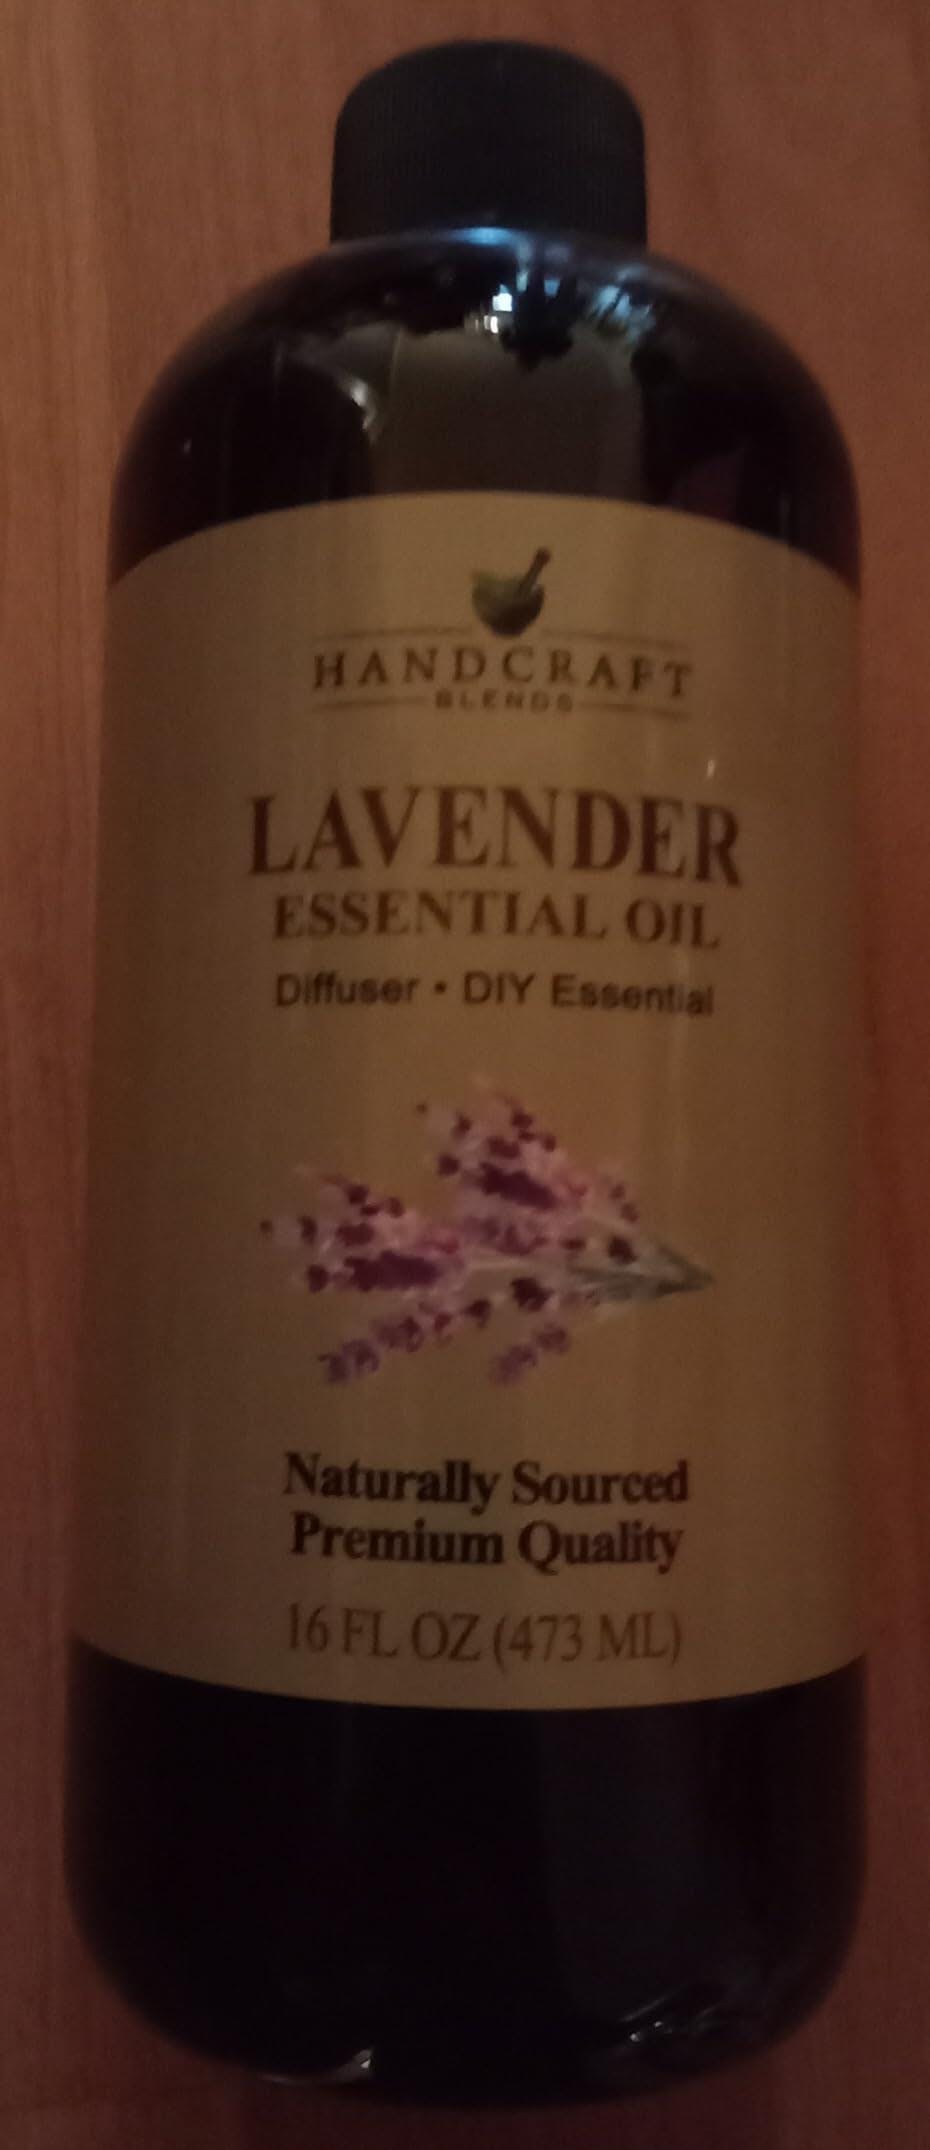 HANDCRAFT
BLENDS
LAVENDER
ESSENTIAL OIL
Diffuser • DIY Essential
Naturally Sourced
Premium Quality
16 FL OZ (473 ML)